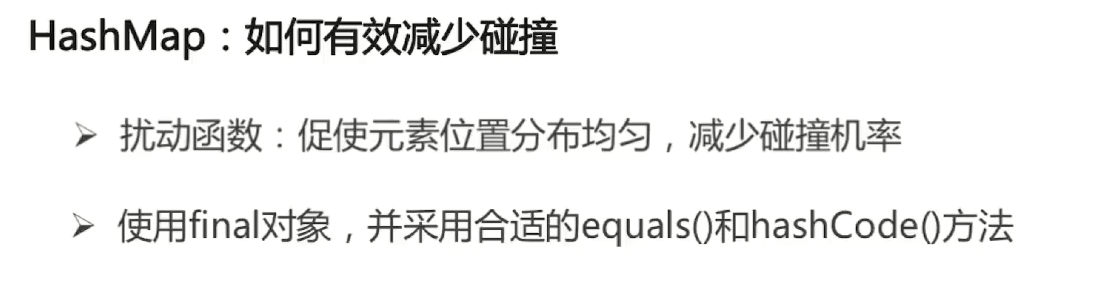 HashMap：如何有效减少碰撞
扰动函数：促使元素位置分布均匀，减少碰撞机率
使用final对象，并采用合适的equals()和hashCode()方法